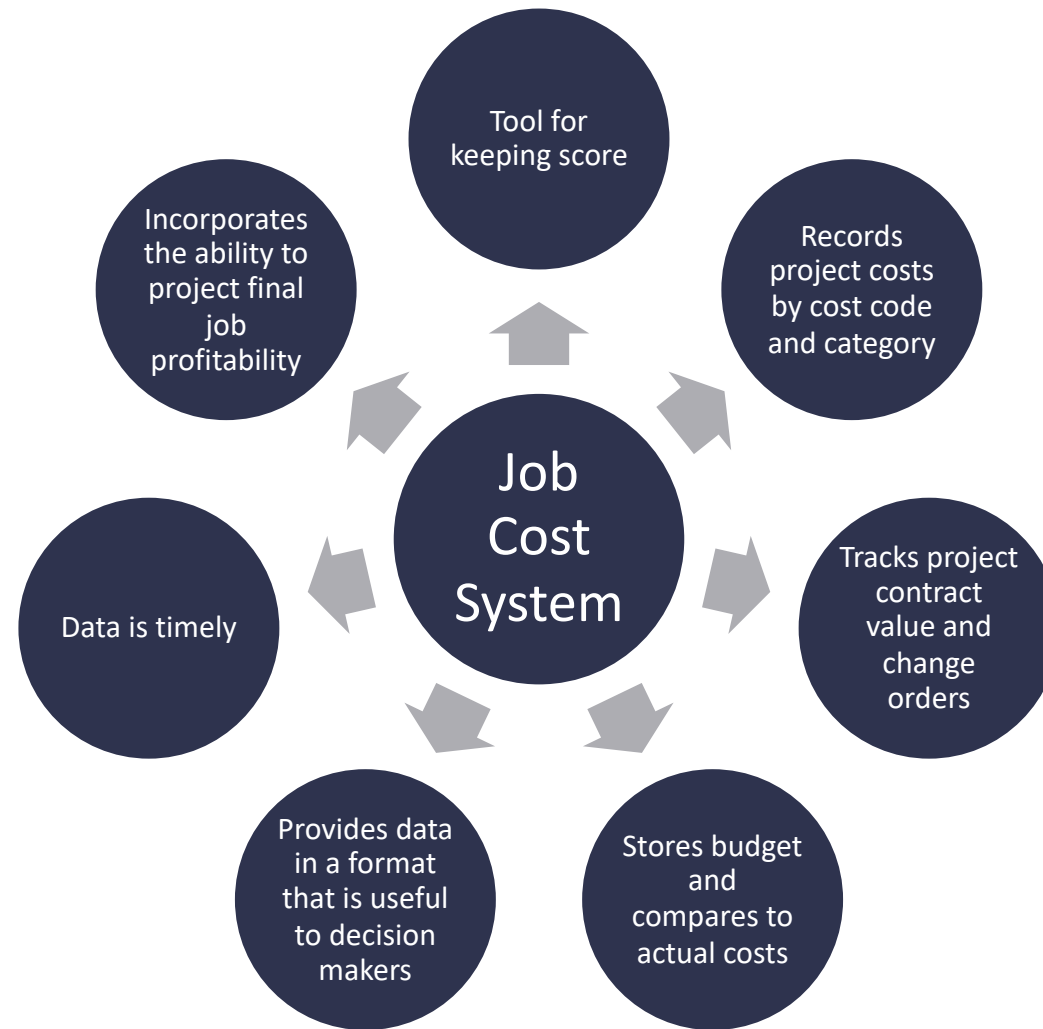 Tool for
keeping score
Records
project costs
by cost code
and category
Tracks project
contract
value and
change
orders
Stores budget
and
compares to
actual costs
Provides data
in a format
that is useful
to decision
makers
Data is timely
Incorporates
the ability to
project final
job
profitability
Job
Cost
System